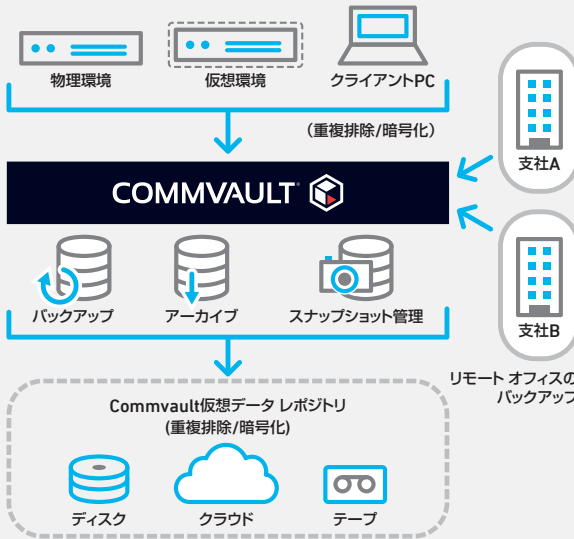 物理環境
仮想環境
クライアントPC
（重複排除/暗号化）
支社A
COMMVAULT
バックアップ
アーカイブ
スナップショット管理
支社B
リモート オフィスの
バックアップ
Commvault仮想データ レポジトリ
(重複排除/暗号化)
ディスク
クラウド
テープ